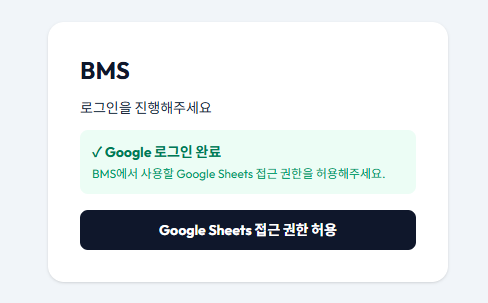 BMS
로그인을 진행해주세요
✓ Google 로그인 완료
BMS에서 사용할 Google Sheets 접근 권한을 허용해주세요.
Google Sheets 접근 권한 허용